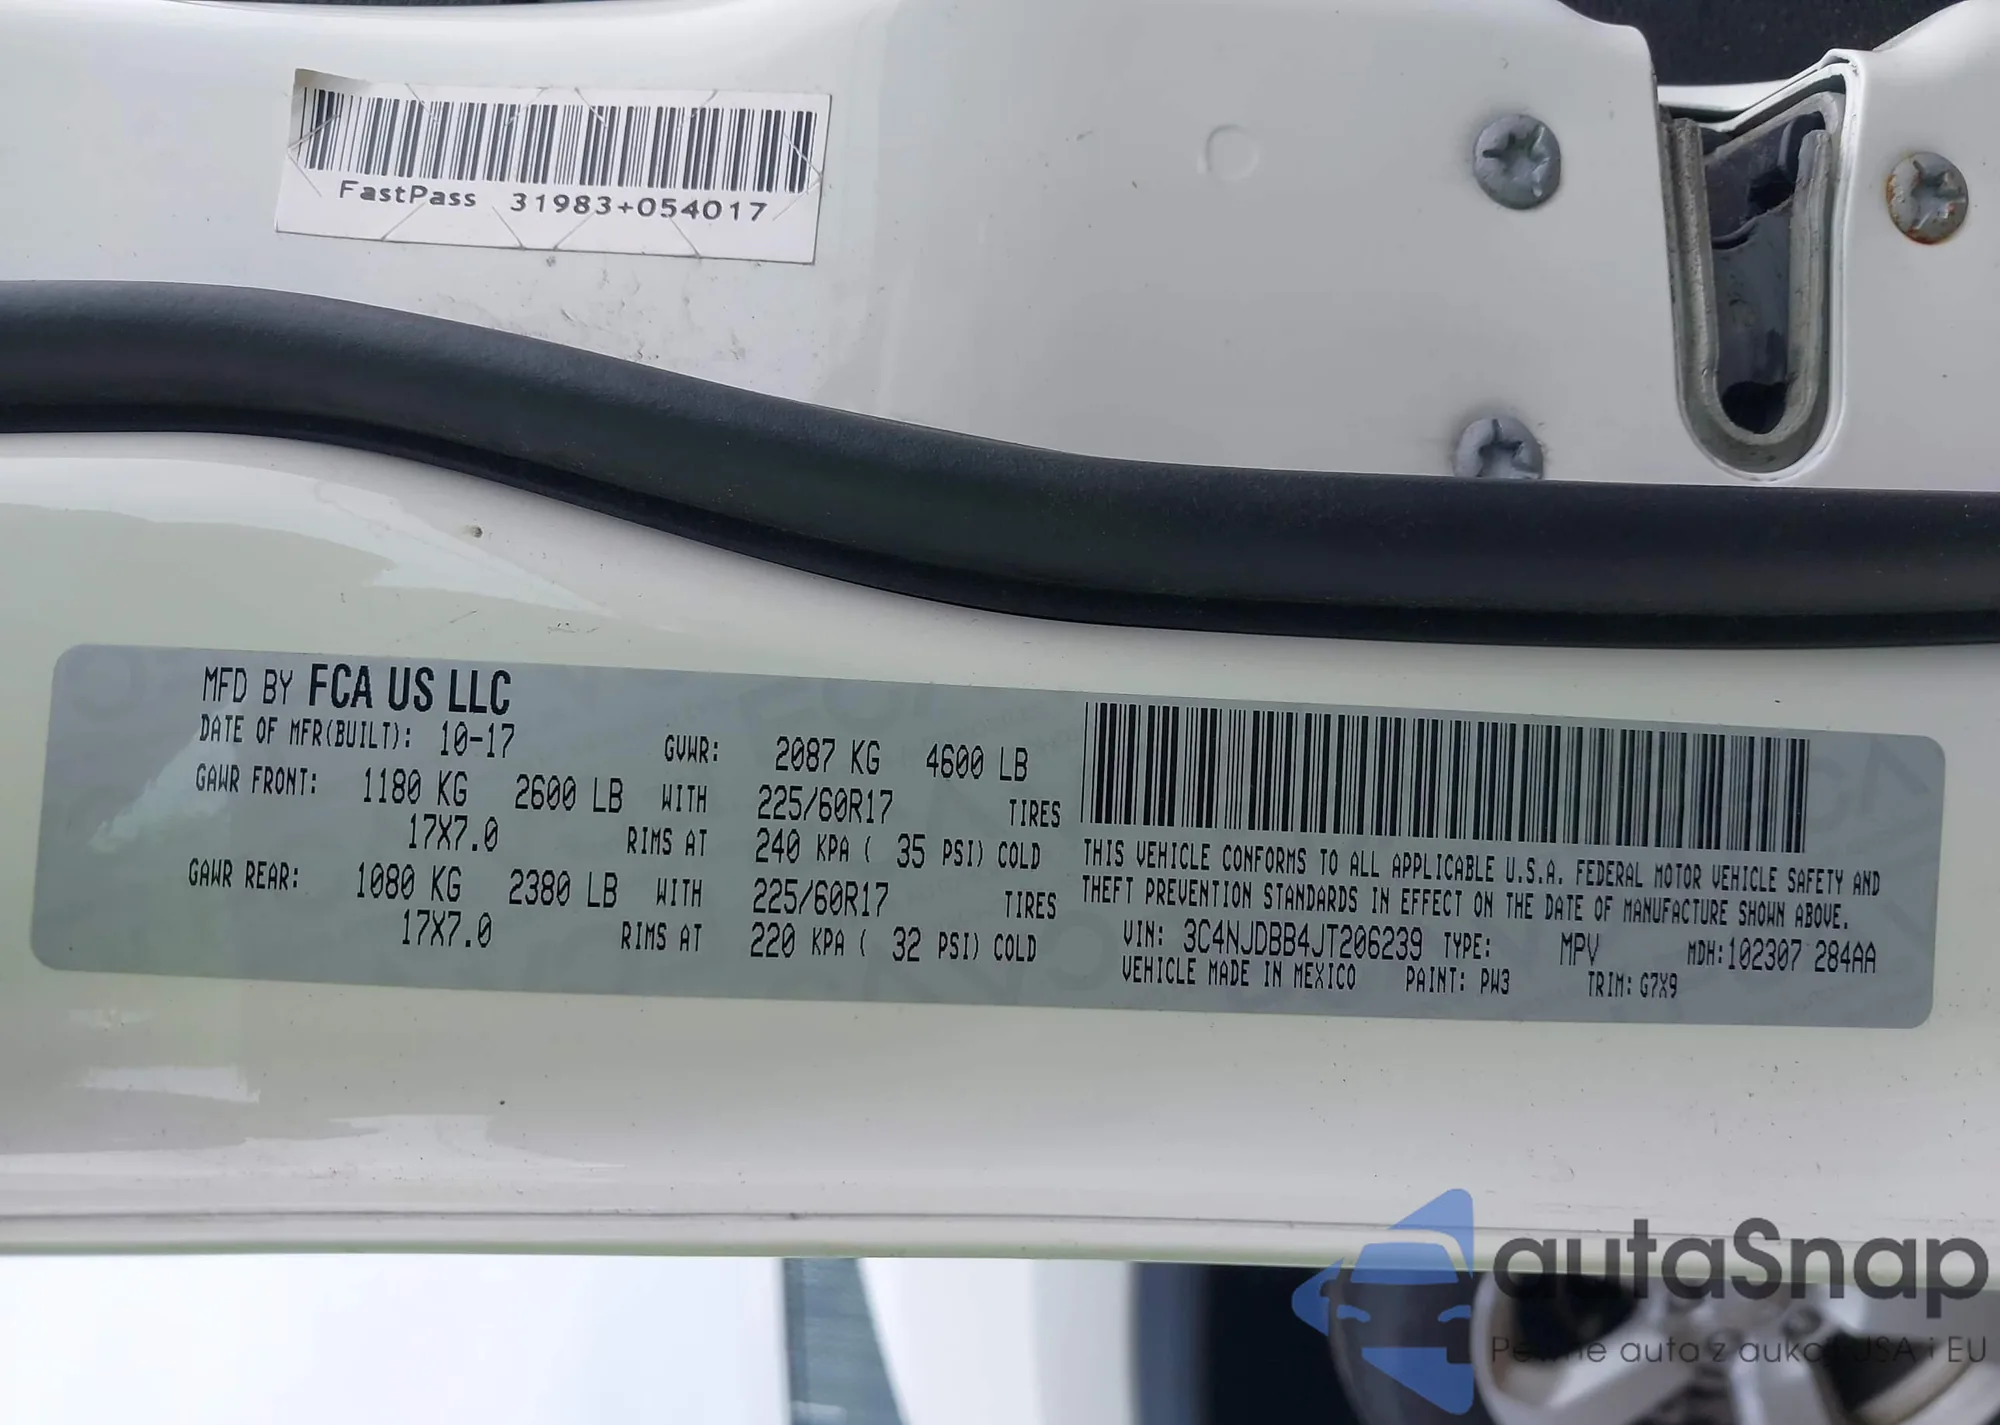 FastPass 31983+054017
MFD BY FCA US LLC
DATE OF MFR(BUILT): 10-17 GVWR: 2087 KG 4600 LB
GAWR FRONT: 1180 KG 2600 LB WITH 225/60R17 TIRES
17X7.0 RIMS AT 240 KPA ( 35 PSI) COLD
GAWR REAR: 1080 KG 2380 LB WITH 225/60R17 TIRES
17X7.0 RIMS AT 220 KPA ( 32 PSI) COLD
THIS VEHICLE CONFORMS TO ALL APPLICABLE U.S.A. FEDERAL MOTOR VEHICLE SAFETY AND
THEFT PREVENTION STANDARDS IN EFFECT ON THE DATE OF MANUFACTURE SHOWN ABOVE.
VIN: 3C4NJDBB4JT206239 TYPE: MPV MDH:102307 284AA
VEHICLE MADE IN MEXICO PAINT: PW3 TRIM: G7X9
autaSnap
auta z USA i EU